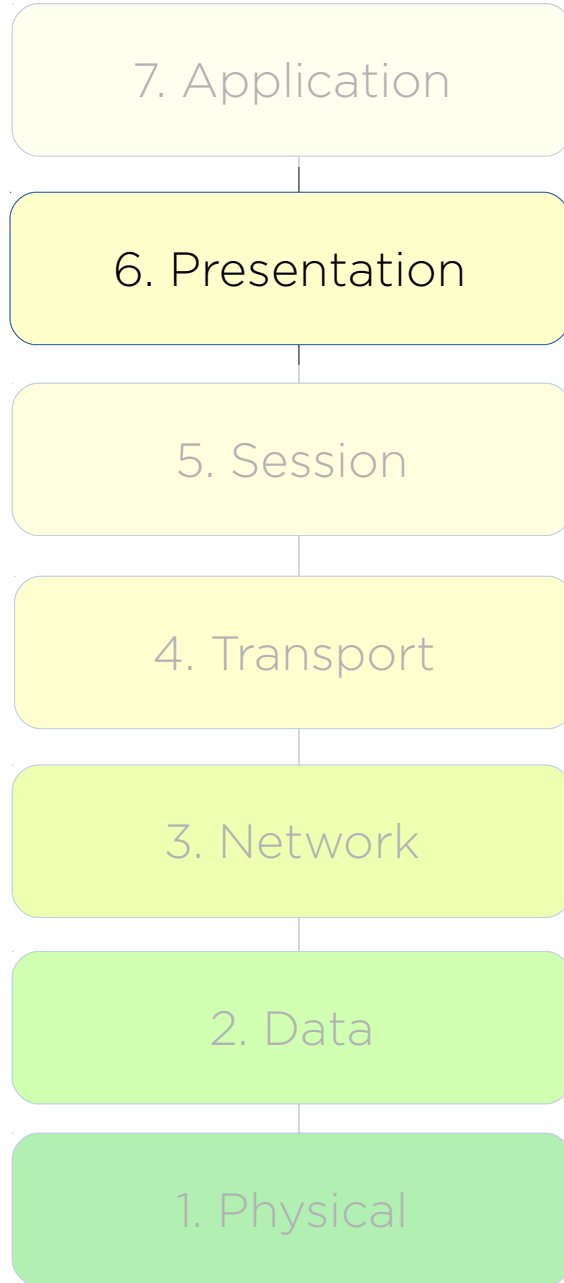 7. Application
6. Presentation
5. Session
4. Transport
3. Network
2. Data
1. Physical